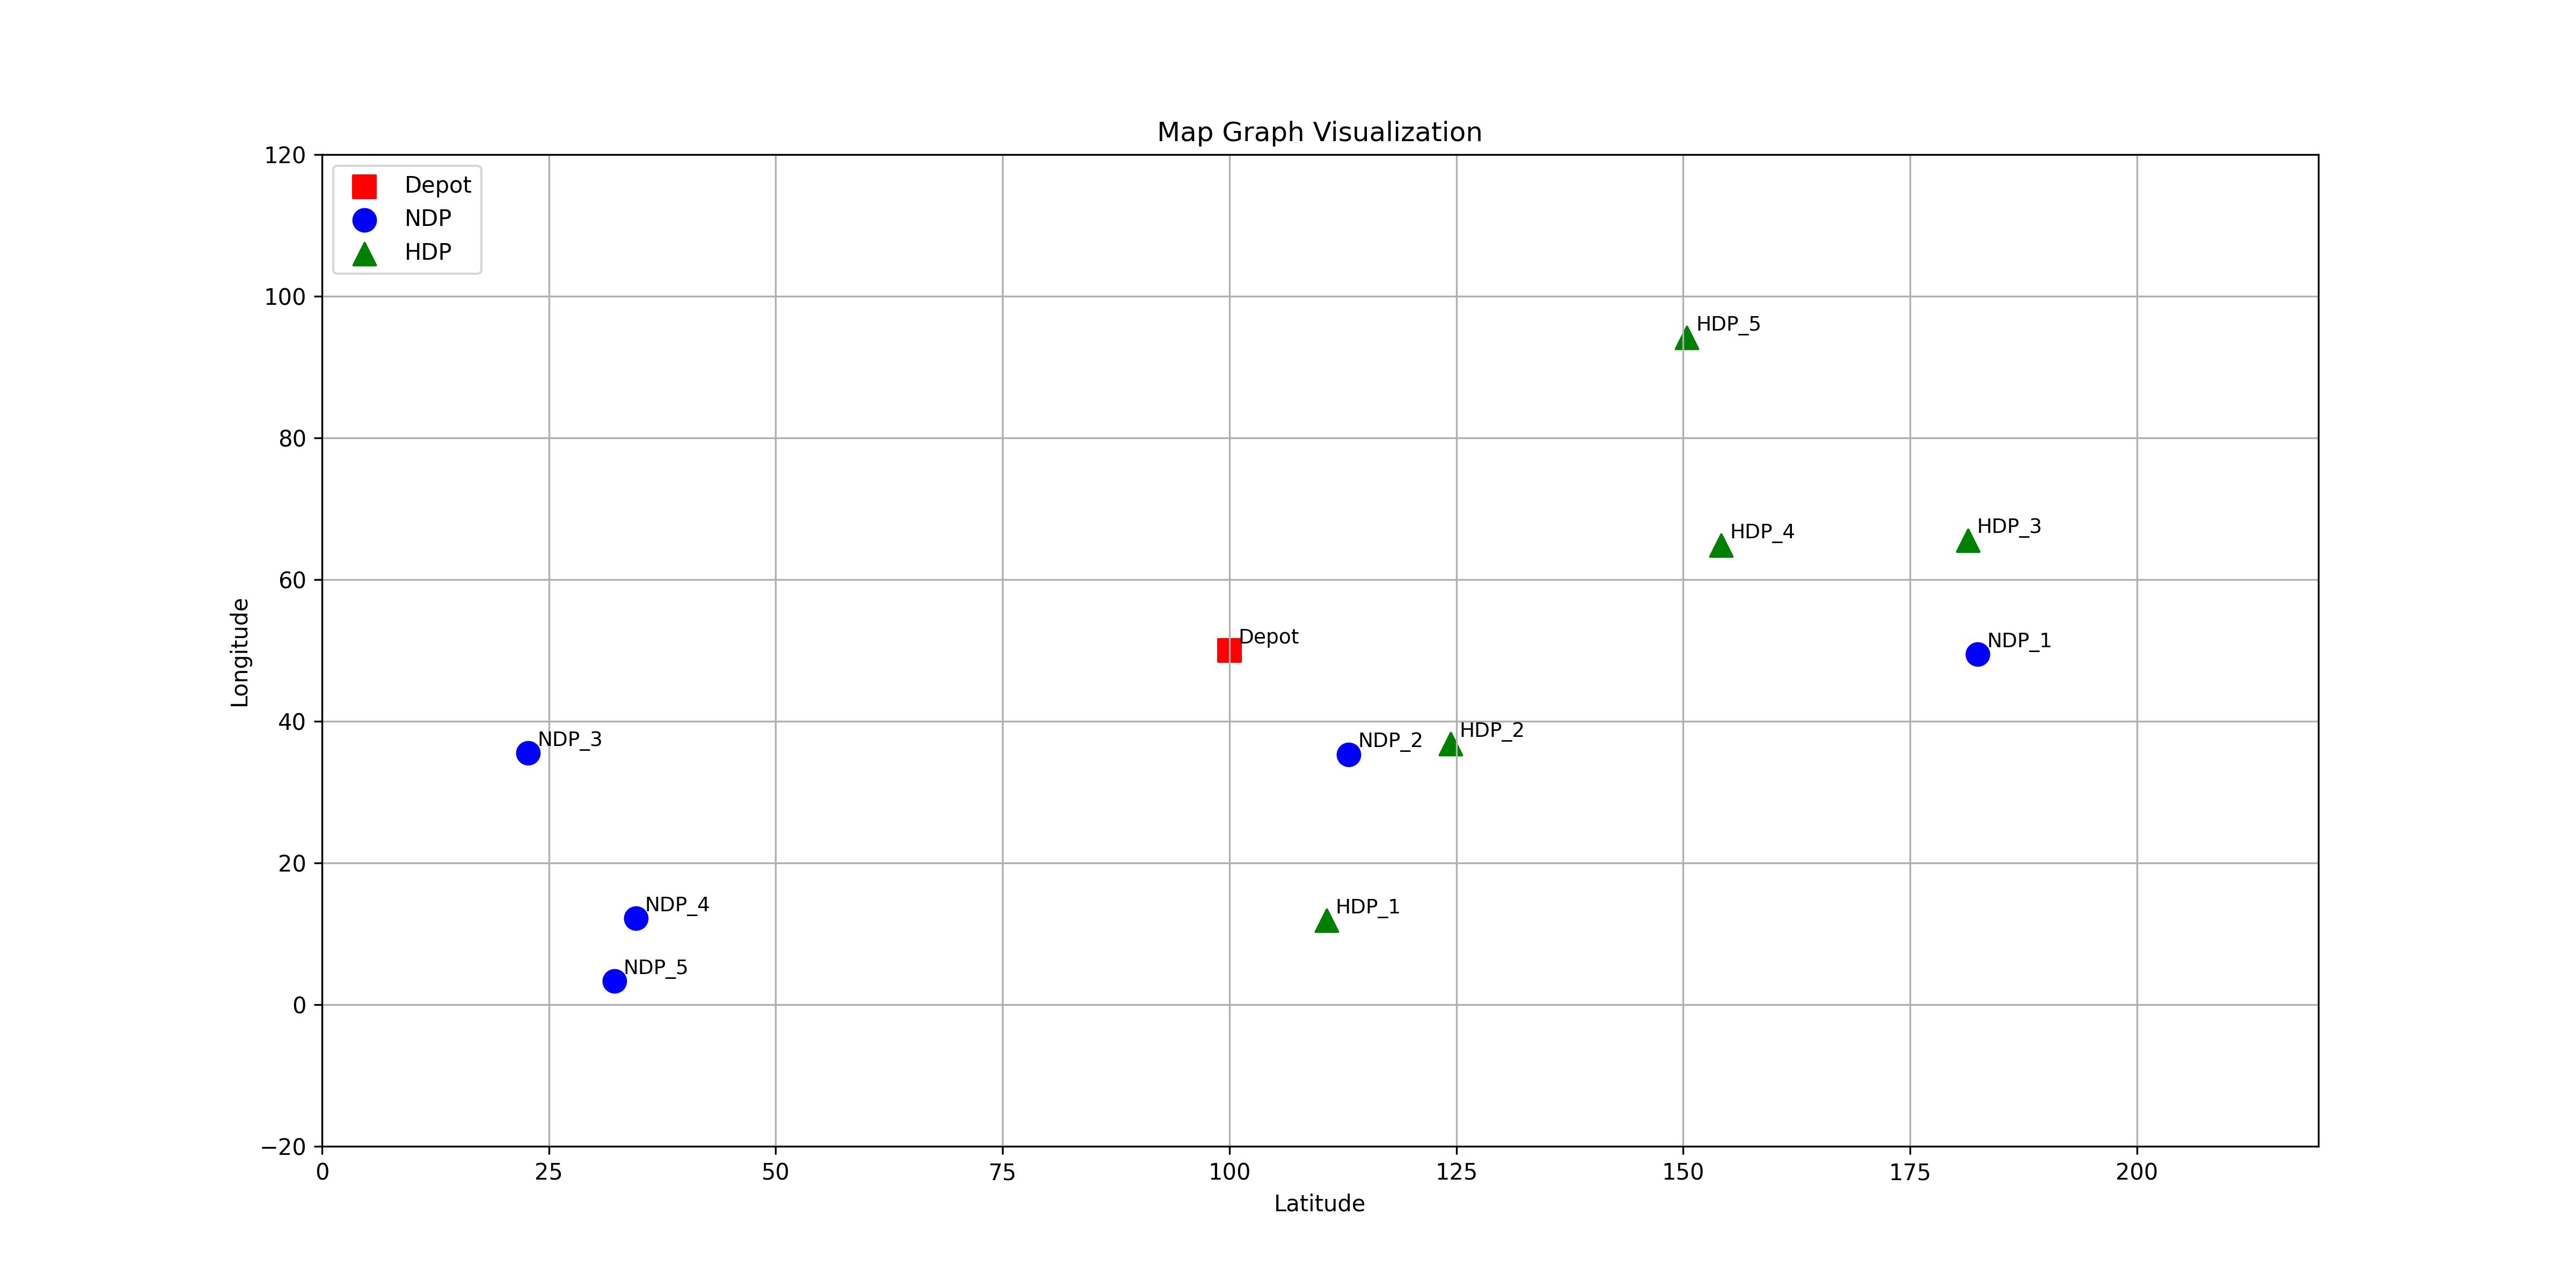 Map Graph Visualization
120
100
80
60
40
20
0
−20
Longitude
Depot
NDP
HDP
HDP_5
HDP_4
HDP_3
Depot
NDP_1
NDP_3
NDP_2
HDP_2
NDP_4
HDP_1
NDP_5
0 25 50 75 100 125 150 175 200
Latitude